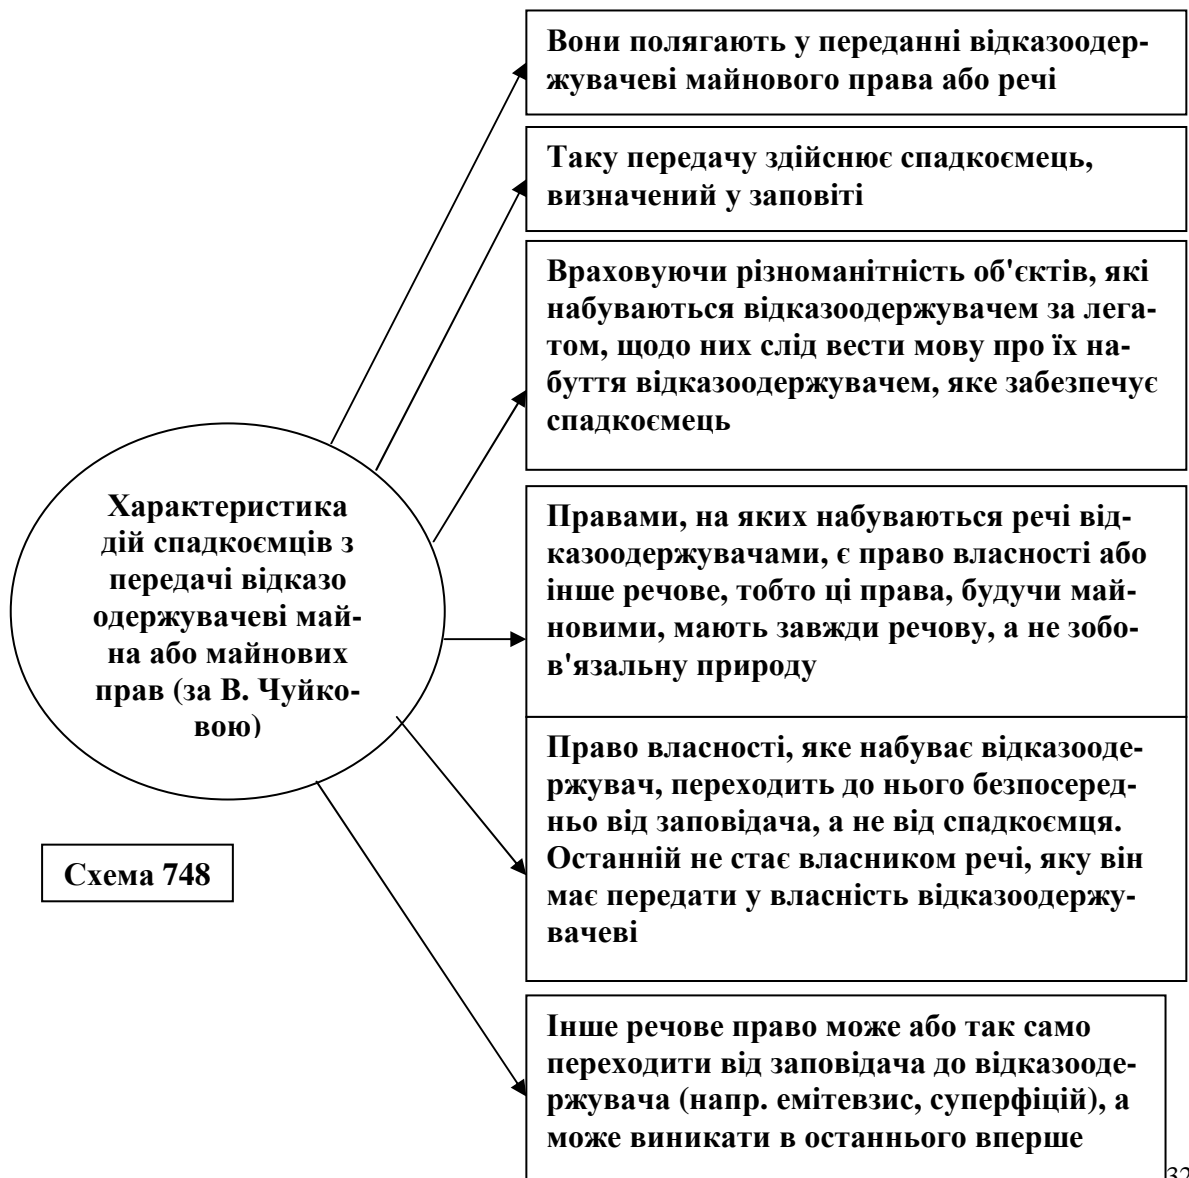 Вони полягають у переданні відказоодер-
жувачеві майнового права або речі
Таку передачу здійснює спадкоємець,
визначений у заповіті
Враховуючи різноманітність об'єктів, які
набуваються відказоодержувачем за лега-
том, щодо них слід вести мову про їх на-
буття відказоодержувачем, яке забезпечує
спадкоємець
Характеристика
дій спадкоємців з
передачі відказо
одержувачеві май-
на або майнових
прав (за В. Чуйко-
вою)
Правами, на яких набуваються речі від-
казоодержувачами, є право власності або
інше речове, тобто ці права, будучи май-
новими, мають завжди речову, а не зобо-
в'язальну природу
Право власності, яке набуває відказооде-
ржувач, переходить до нього безпосеред-
ньо від заповідача, а не від спадкоємця.
Останній не стає власником речі, яку він
має передати у власність відказоодержу-
вачеві
Схема 748
Інше речове право може або так само
переходити від заповідача до відказооде-
ржувача (напр. емітевзис, суперфіцій), а
може виникати в останнього вперше